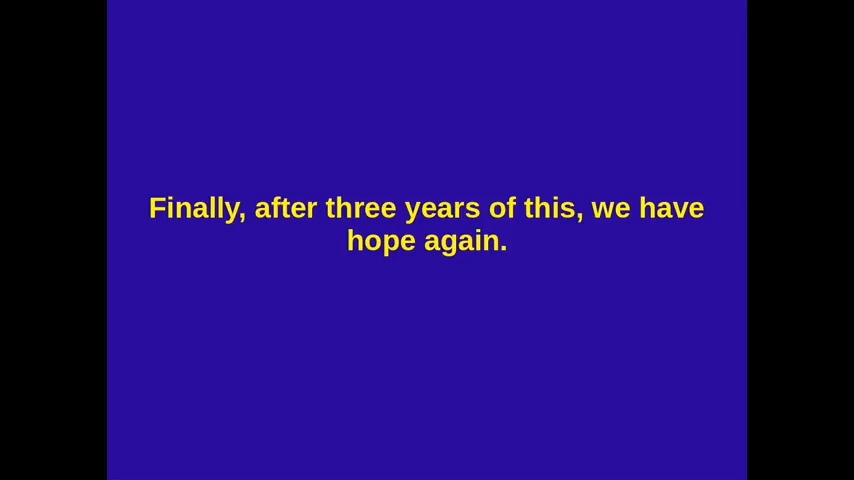 Finally, after three years of this, we have
hope again.